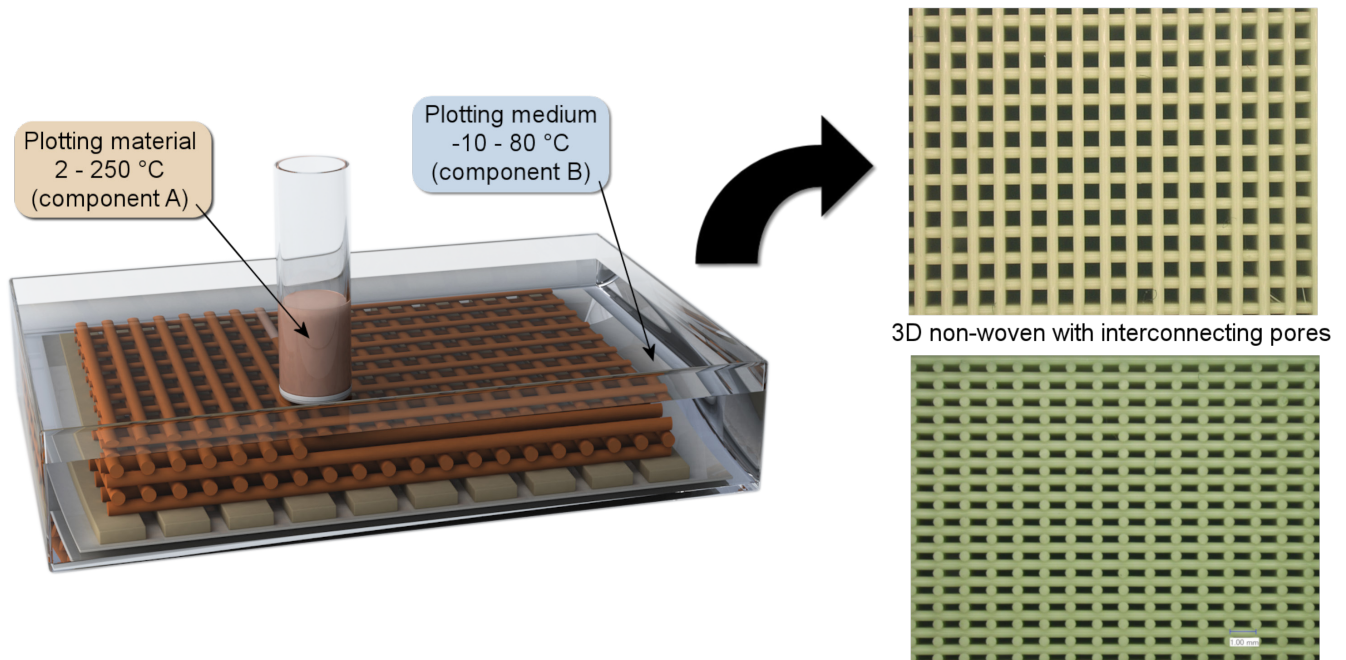 Plotting material
2 - 250 °C
(component A)
Plotting medium
-10 - 80 °C
(component B)
3D non-woven with interconnecting pores
1.00 mm